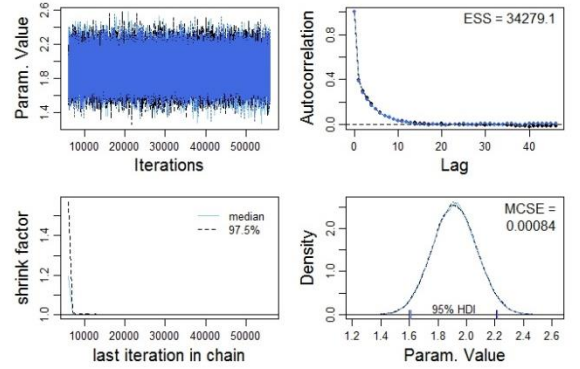 Param. Value
1.4 1.8 2.2 2.6
10000 20000 30000 40000 50000
Iterations
Autocorrelation
0.0 0.4 0.8
ESS = 34279.1
0 10 20 30 40
Lag
shrink factor
1.0 1.2 1.4
median
97.5%
10000 20000 30000 40000 50000
last iteration in chain
Density
0.0 1.0 2.0
MCSE =
0.00084
95% HDI
1.2 1.4 1.6 1.8 2.0 2.2 2.4 2.6
Param. Value